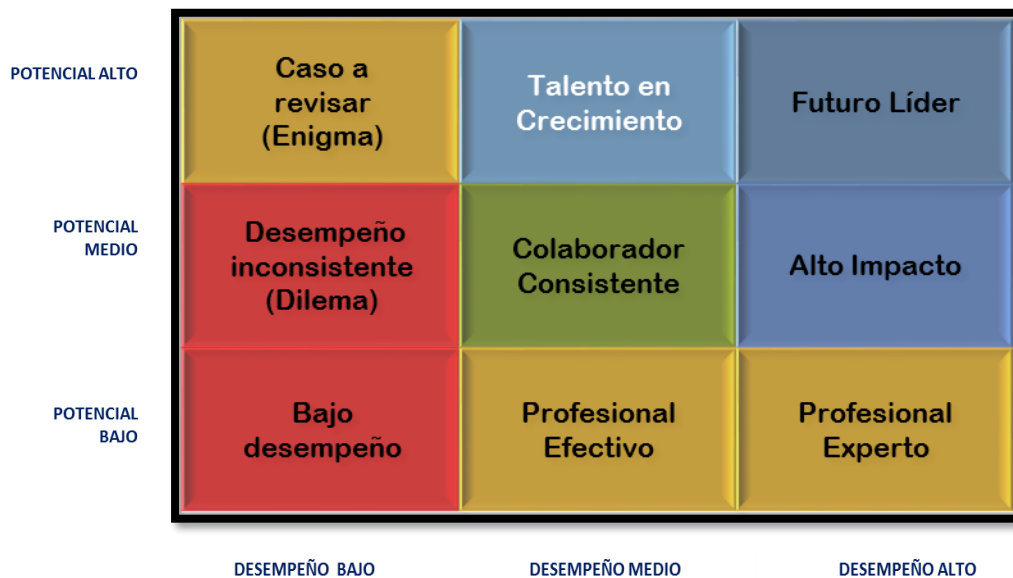 POTENCIAL ALTO
Caso a
revisar
(Enigma)
Talento en
Crecimiento
Futuro Líder
POTENCIAL
MEDIO
Desempeño
inconsistente
(Dilema)
Colaborador
Consistente
Alto Impacto
POTENCIAL
BAJO
Bajo
desempeño
Profesional
Efectivo
Profesional
Experto
DESEMPEÑO BAJO
DESEMPEÑO MEDIO
DESEMPEÑO ALTO